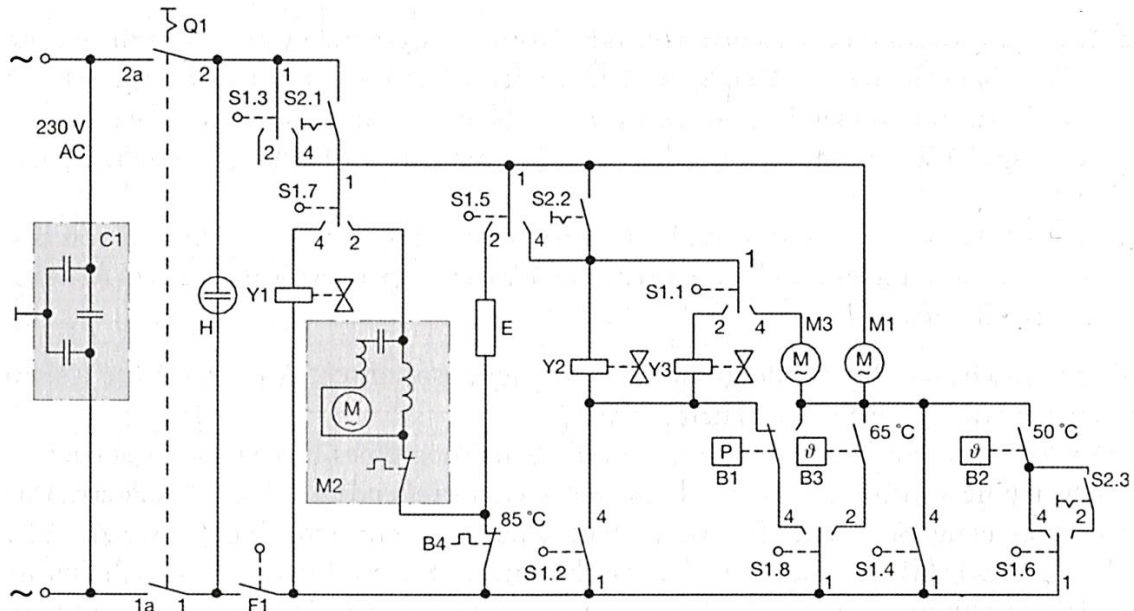 Q1
~ 2a 2 1
S1.3 S2.1
230 V
AC
2 4
1 1
S1.7 S1.5 S2.2
C1 4 2 2 4 1
S1.1
Y1 2 4 M3 M1
H E
Y2 Y3 M
~ M
~
M
~ 65 °C 50 °C
P ϑ ϑ
M2 B1 B3 B2 S2.3
85 °C
B4 4 4 2 4 4 2
S1.2 S1.8 S1.4 S1.6
~ 1a 1 F1 1 1 1 1